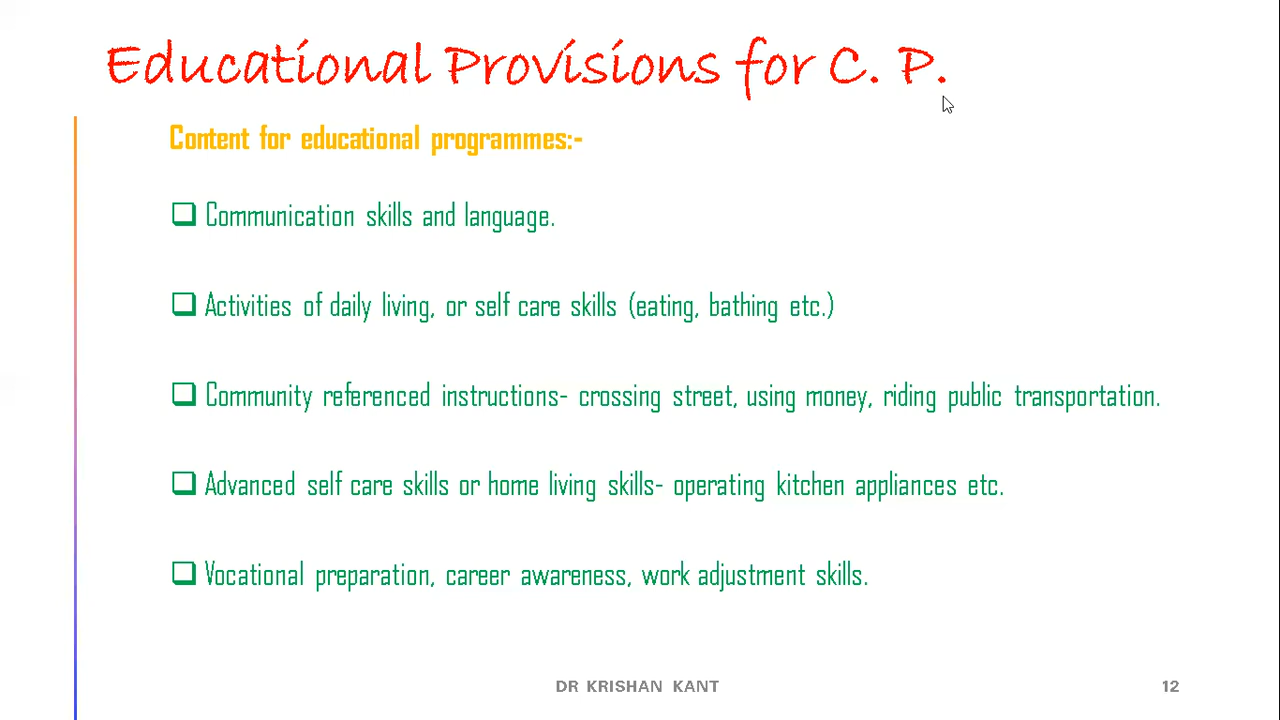 Educational Provisions for C. P.
Content for educational programmes:-
Communication skills and language.
Activities of daily living, or self care skills (eating, bathing etc.)
Community referenced instructions- crossing street, using money, riding public transportation.
Advanced self care skills or home living skills- operating kitchen appliances etc.
Vocational preparation, career awareness, work adjustment skills.
DR KRISHAN KANT
12